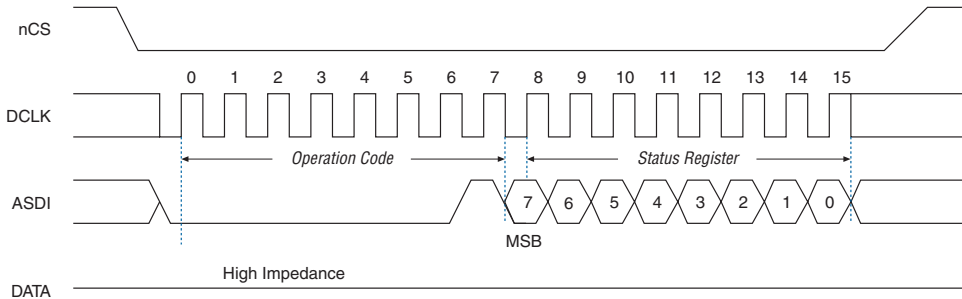 nCS
0 1 2 3 4 5 6 7 8 9 10 11 12 13 14 15
DCLK
Operation Code Status Register
ASDI 7 6 5 4 3 2 1 0
MSB
High Impedance
DATA